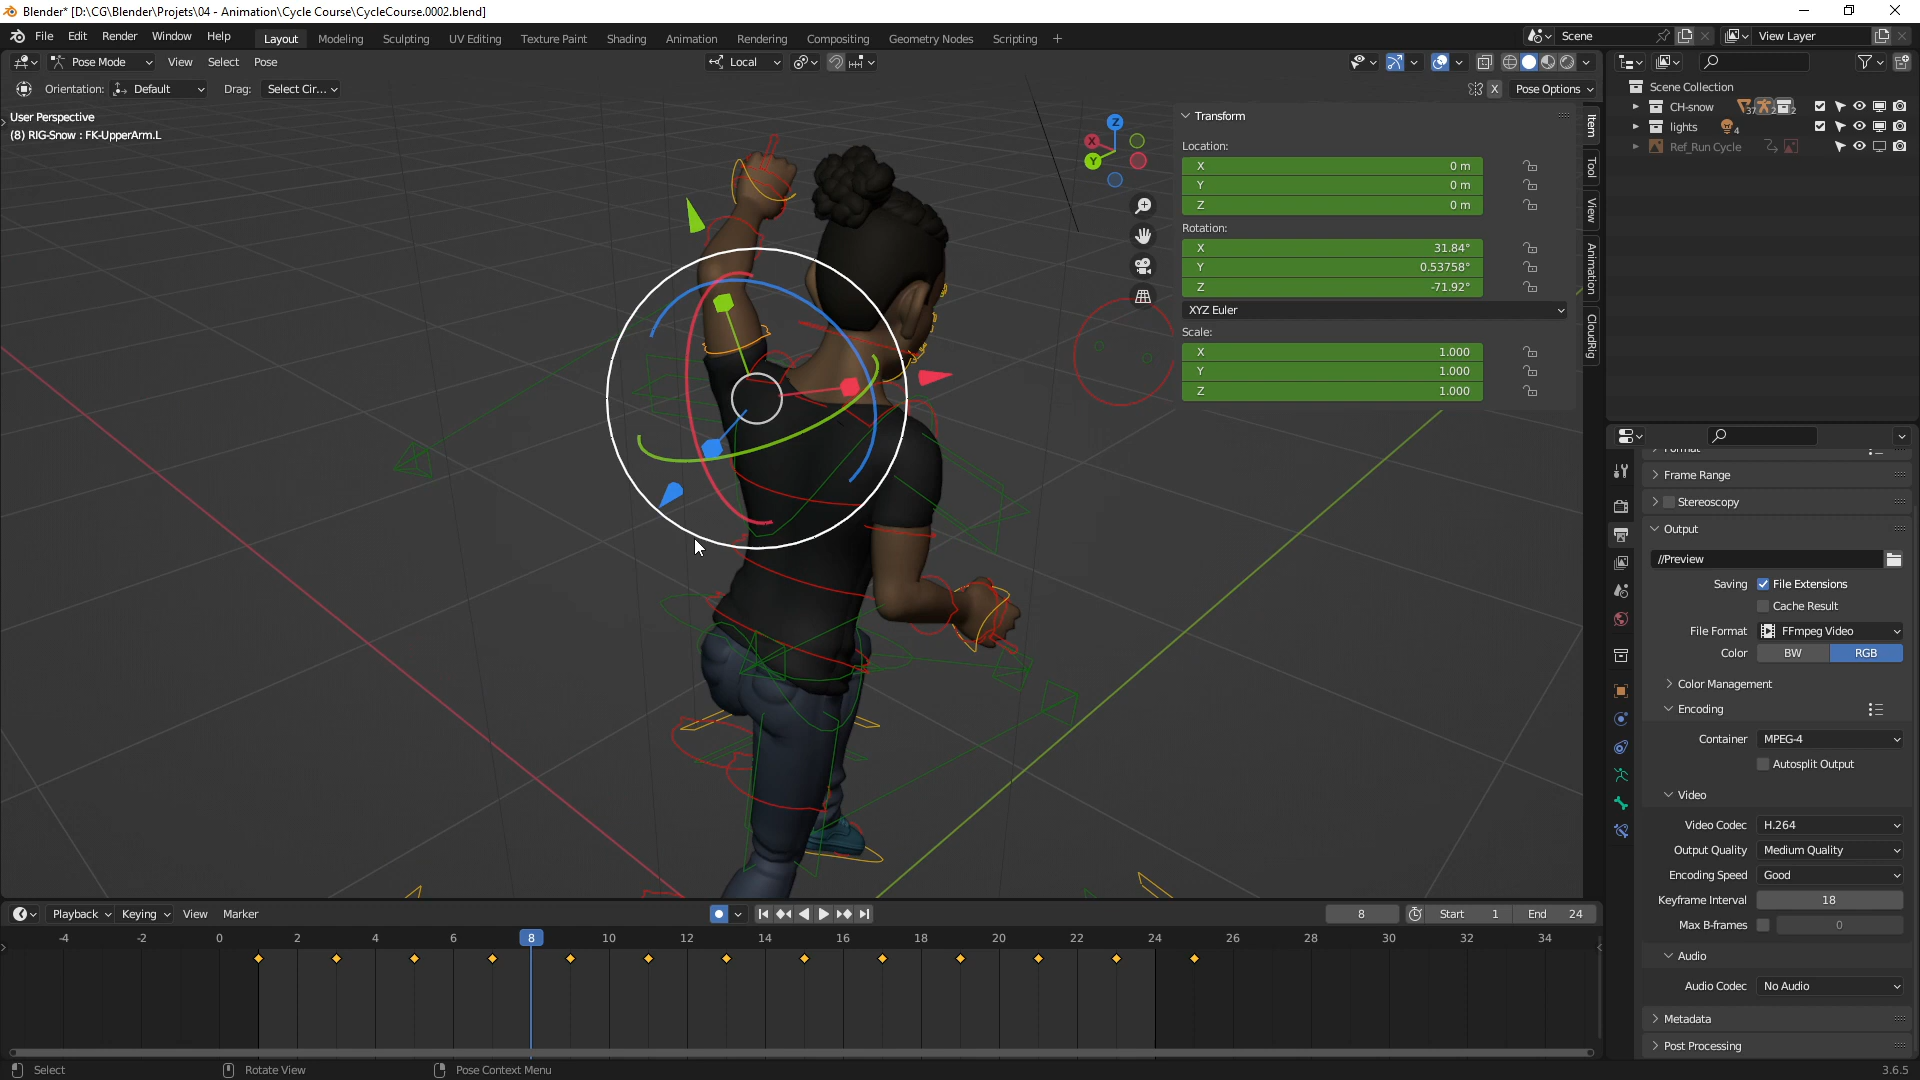 Blender* [D:\CG\Blender\Projets\04 - Animation\Cycle Course\CycleCourse.0002.blend]
File Edit Render Window Help Layout Modeling Sculpting UV Editing Texture Paint Shading Animation Rendering Compositing Geometry Nodes Scripting + Scene View Layer
Pose Mode View Select Pose Local
Orientation: Default Drag: Select Cir... X Pose Options
User Perspective
(8) RIG-Snow : FK-UpperArm.L
Z
X
Y
Transform
Location:
X 0 m
Y 0 m
Z 0 m
Rotation:
X 31.84°
Y 0.53758°
Z -71.92°
XYZ Euler
Scale:
X 1.000
Y 1.000
Z 1.000
Item
Tool
View
Animation
CloudRig
Scene Collection
CH-snow 37 2 2
lights 4
Ref_Run Cycle
Format
Frame Range
Stereoscopy
Output
//Preview
Saving File Extensions
Cache Result
File Format FFmpeg Video
Color BW RGB
Color Management
Encoding
Container MPEG-4
Autosplit Output
Video
Video Codec H.264
Output Quality Medium Quality
Encoding Speed Good
Keyframe Interval 18
Max B-frames 0
Audio
Audio Codec No Audio
Metadata
Post Processing
Playback Keying View Marker 8 Start 1 End 24
-4 -2 0 2 4 6 8 10 12 14 16 18 20 22 24 26 28 30 32 34
Select Rotate View Pose Context Menu 3.6.5